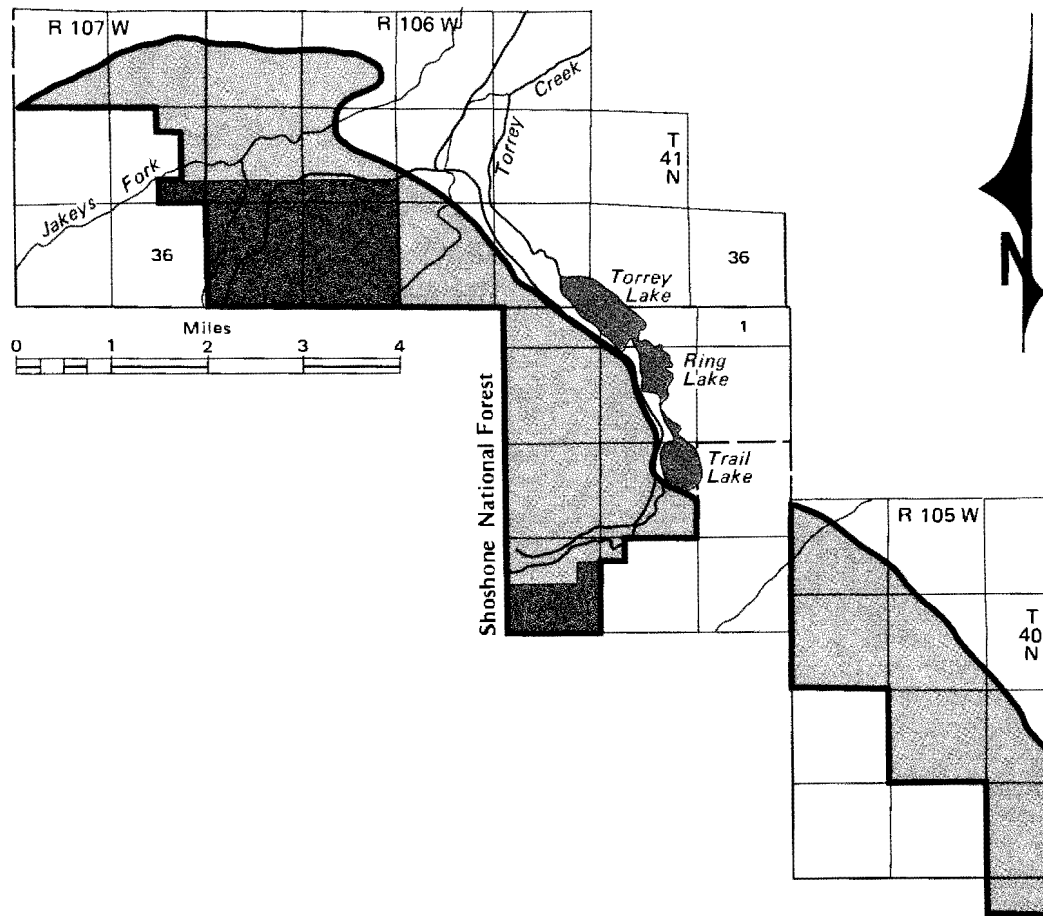 R 107 W
R 106 W
Creek
Torrey
T
41
N
Jakeys Fork
36
36
Torrey
Lake
N
Miles
0 1 2 3 4
1
Ring
Lake
Shoshone National Forest
Trail
Lake
R 105 W
T
40
N